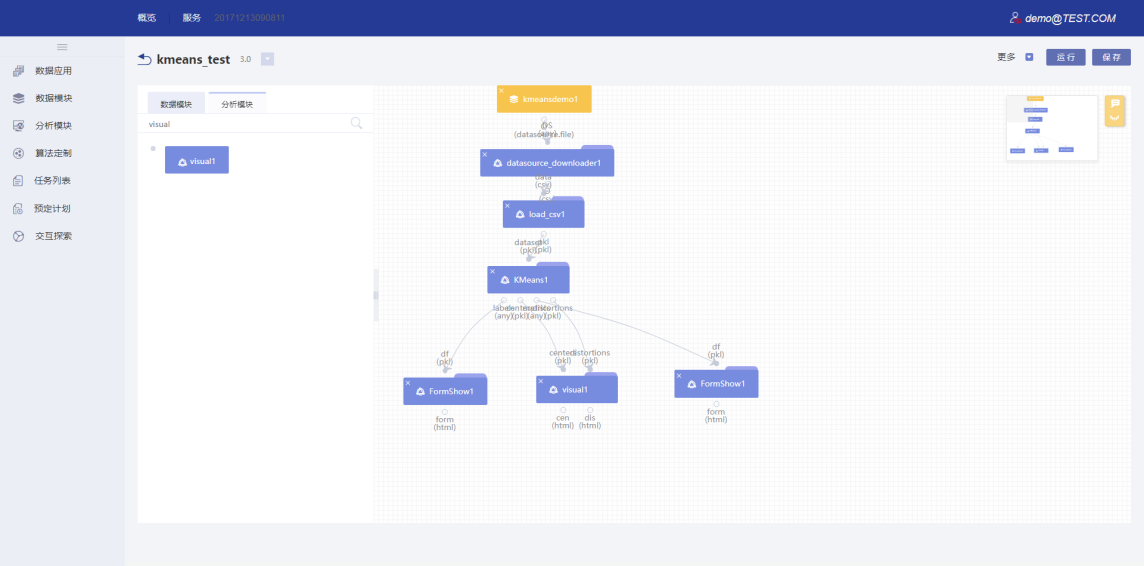 概览 服务 20171213090811 demo@TEST.COM
数据应用
数据模块
分析模块
算法定制
任务列表
预定计划
交互探索
kmeans_test 3.0 更多 运行 保存
数据模块 分析模块
visual
visual1
kmeansdemo1
DS
(datasource.file)
datasource_downloader1
data
(csv)
load_csv1
dataset
(pkl) (pkl)
KMeans1
labels centers distortions
(any) (pkl) (any) (pkl)
df
(pkl)
centers distortions
(pkl) (pkl)
df
(pkl)
FormShow1 visual1 FormShow1
form
(html)
cen dis
(html) (html)
form
(html)